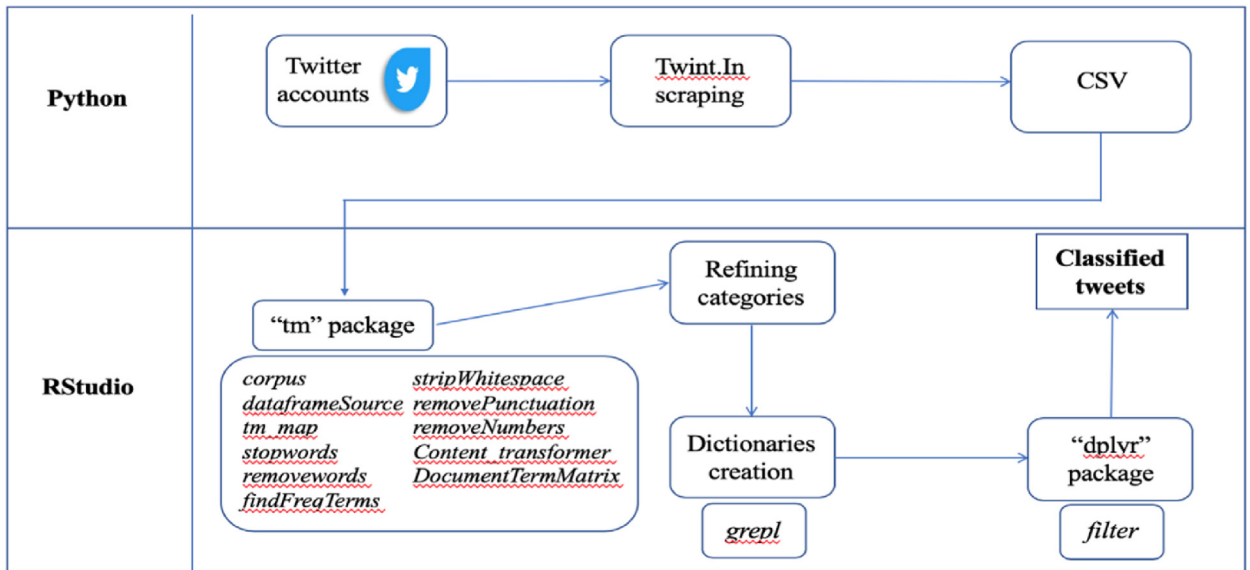 Python
Twitter
accounts
Twint.In
scraping
CSV
RStudio
"tm" package
corpus
dataframeSource
tm_map
stopwords
removewords
findFreqTerms
stripWhitespace
removePunctuation
removeNumbers
Content_transformer
DocumentTermMatrix
Refining
categories
Dictionaries
creation
grepl
"dplvr"
package
filter
Classified
tweets